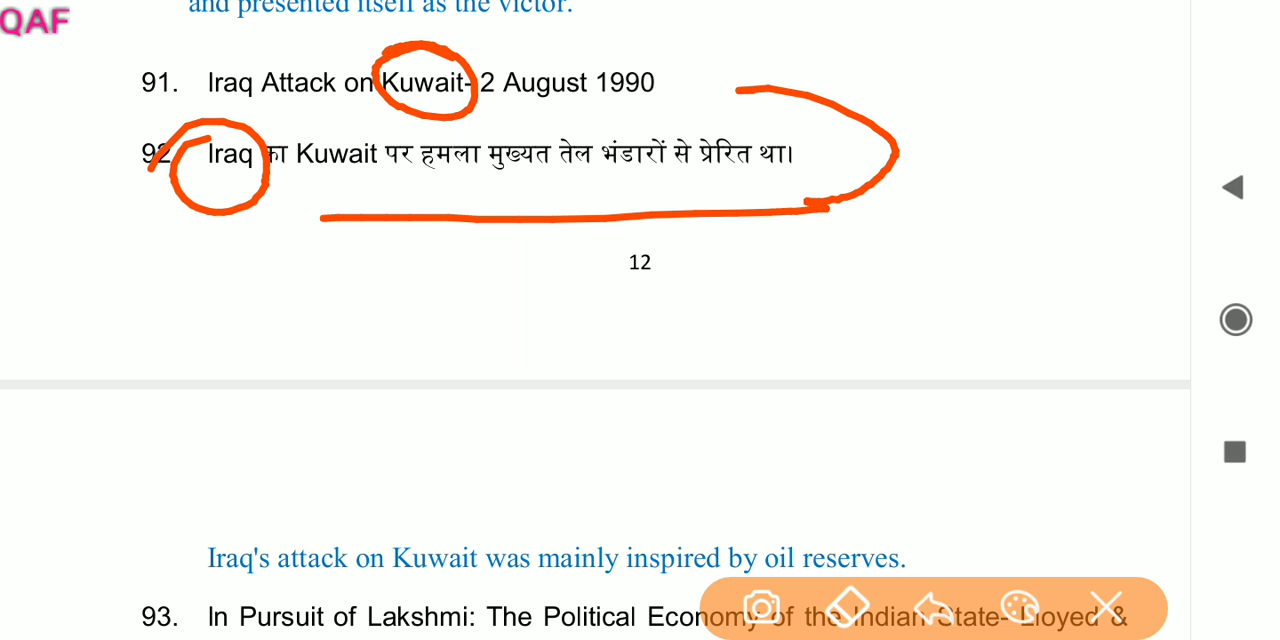 and presented itself as the victor.
QAF
91. Iraq Attack on Kuwait- 2 August 1990
92. Iraq का Kuwait पर हमला मुख्यत तेल भंडारों से प्रेरित था।
12
Iraq's attack on Kuwait was mainly inspired by oil reserves.
93. In Pursuit of Lakshmi: The Political Economy of the Indian State- Lloyed &